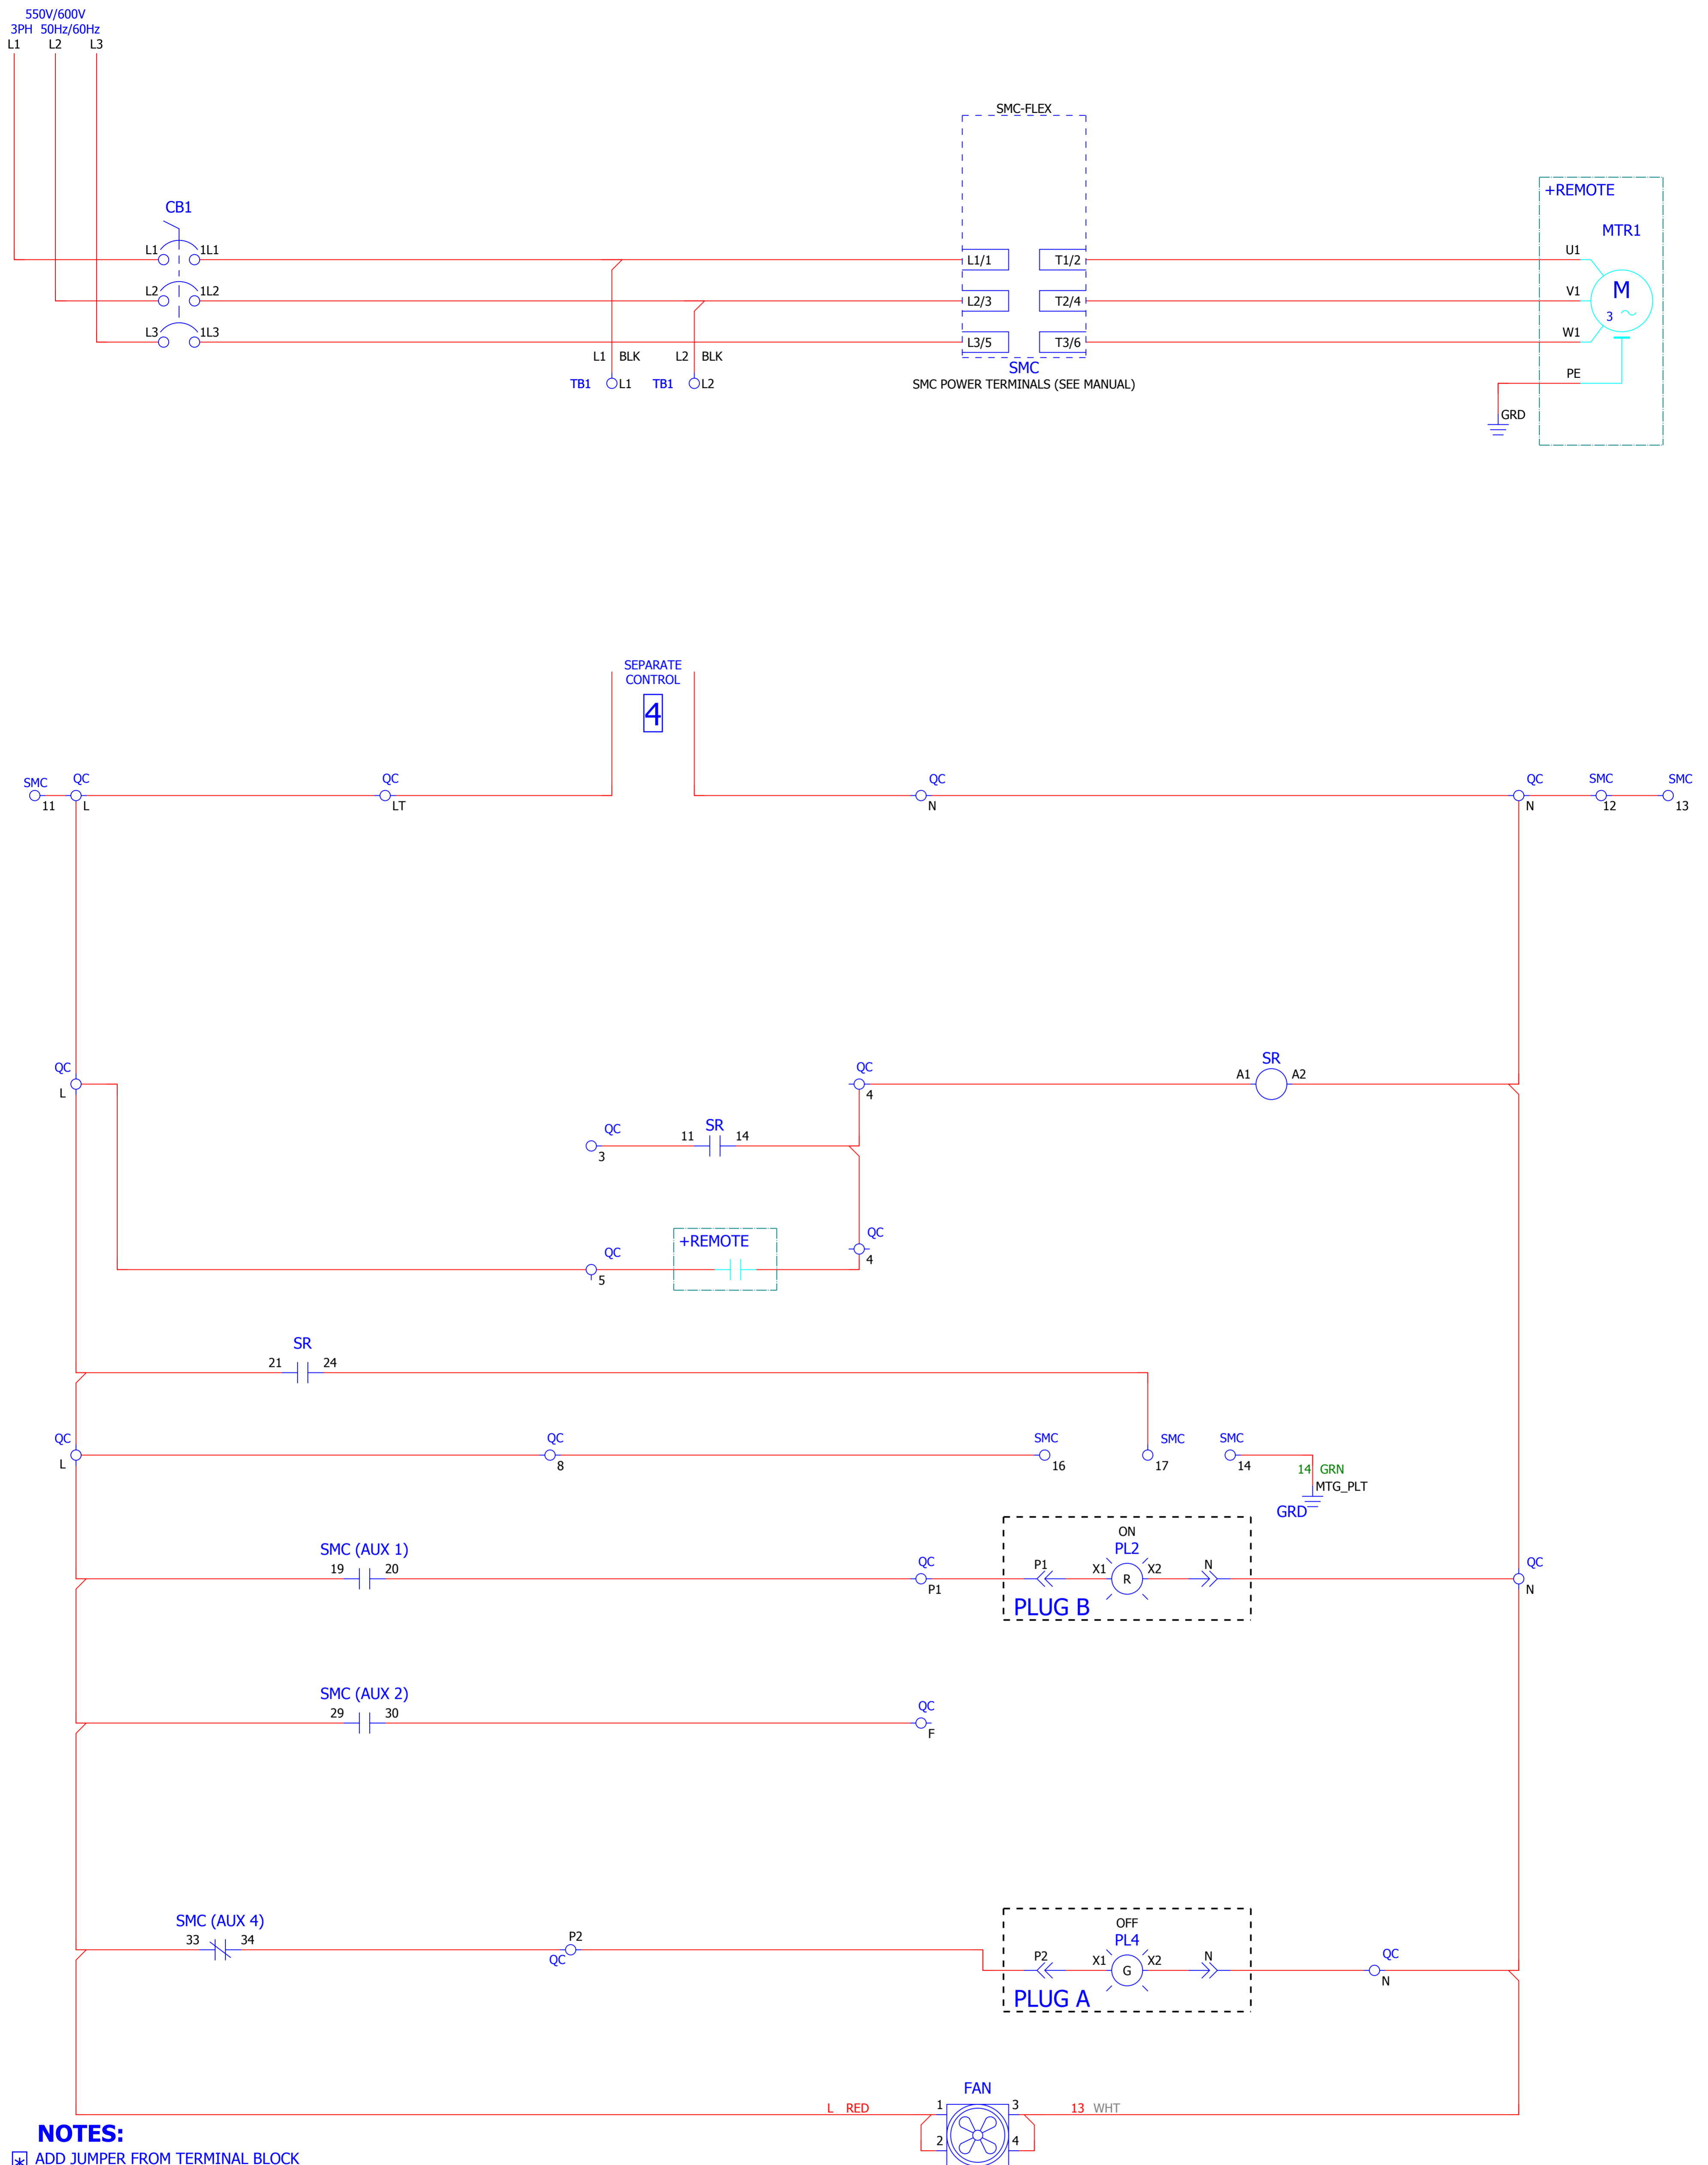 550V/600V
3PH 50Hz/60Hz
L1 L2 L3
SMC-FLEX
+REMOTE
CB1
MTR1
L1 1L1 L1/1 T1/2 U1
L2 1L2 L2/3 T2/4 V1 M
3
L3 1L3 L3/5 T3/6 W1
L1 BLK L2 BLK
SMC
PE
TB1 L1 TB1 L2 SMC POWER TERMINALS (SEE MANUAL)
GRD
SEPARATE
CONTROL
4
SMC QC QC QC QC SMC SMC
11 L LT N N 12 13
QC QC SR
A1 A2
L 4
QC SR
11 14
3
QC
+REMOTE
QC
4
5
SR
21 24
QC QC SMC SMC SMC
L 8 16 17 14
14 GRN
MTG_PLT
GRD
ON
SMC (AUX 1) PL2
19 20 QC P1 X1 R X2 N QC
P1 N
PLUG B
SMC (AUX 2)
29 30 QC
F
SMC (AUX 4) OFF
33 34 P2 PL4
QC P2 X1 G X2 N QC
N
PLUG A
FAN
L RED 1 3 13 WHT
2 4
NOTES:
* ADD JUMPER FROM TERMINAL BLOCK